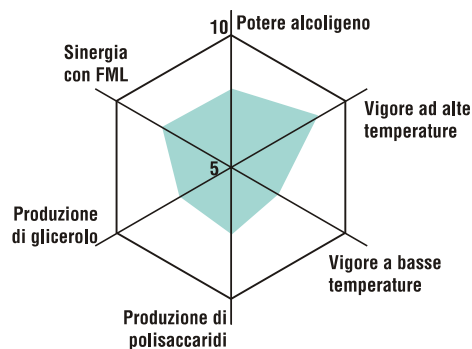 10
Potere alcoligeno
Sinergia
con FML
Vigore ad alte
temperature
5
Produzione
di glicerolo
Vigore a basse
temperature
Produzione di
polisaccaridi